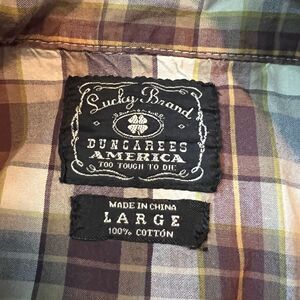 Lucky Brand
DUNGAREES
AMERICA
TOO TOUGH TO DIE
MADE IN CHINA
LARGE
100% COTTON